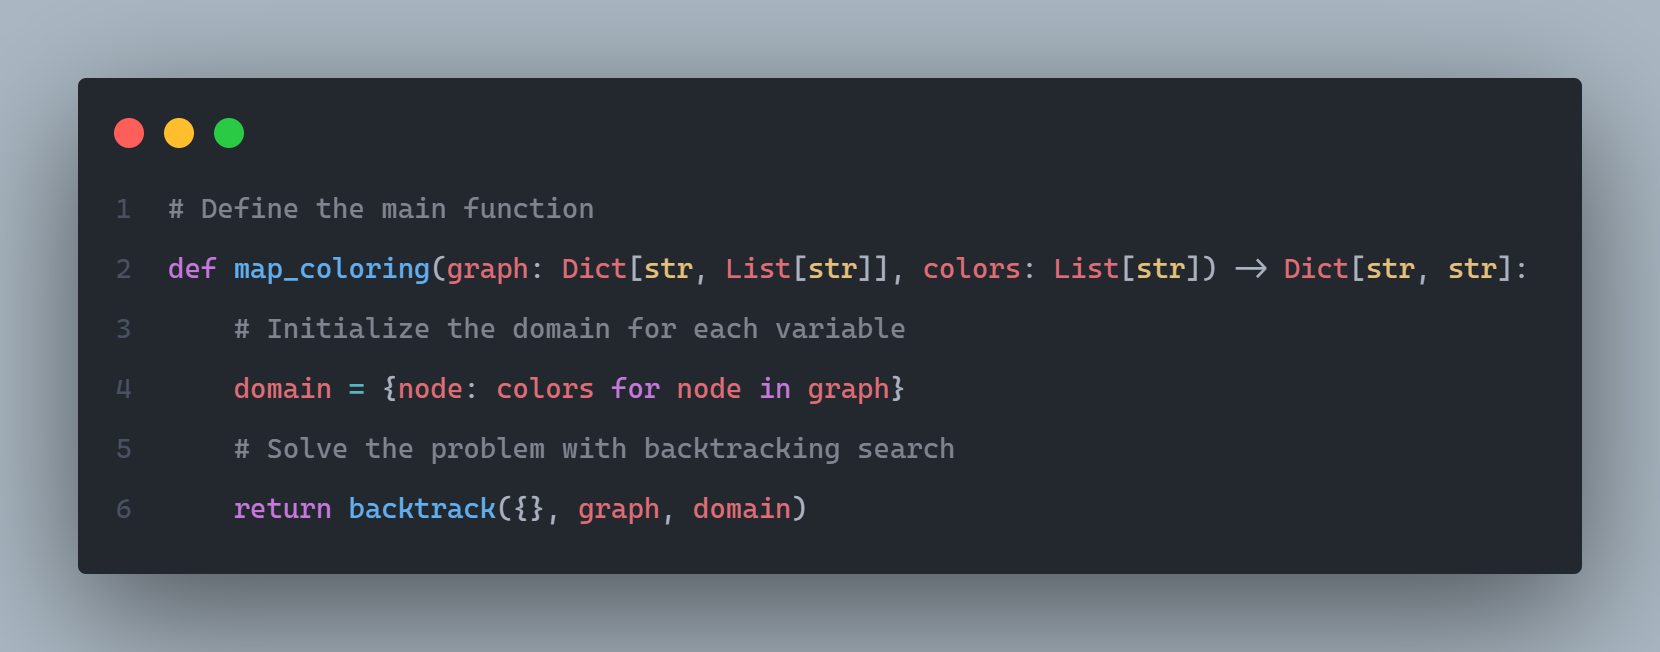 1 # Define the main function
2 def map_coloring(graph: Dict[str, List[str]], colors: List[str]) -> Dict[str, str]:
3     # Initialize the domain for each variable
4     domain = {node: colors for node in graph}
5     # Solve the problem with backtracking search
6     return backtrack({}, graph, domain)